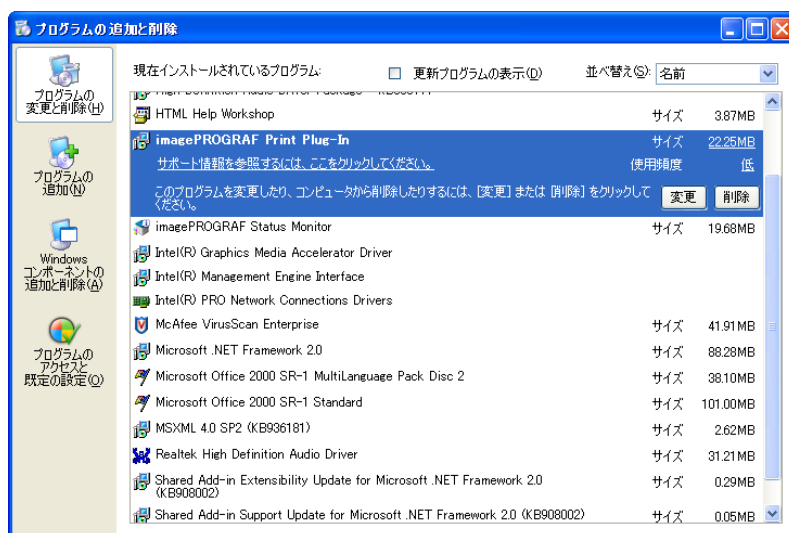 プログラムの追加と削除
プログラムの
変更と削除(H)
プログラムの
追加(N)
Windows
コンポーネントの
追加と削除(A)
プログラムの
アクセスと
既定の設定(O)
現在インストールされているプログラム:
更新プログラムの表示(D)
並べ替え(S):
名前
HTML Help Workshop サイズ 3.87MB
imagePROGRAF Print Plug-In サイズ 22.25MB
サポート情報を参照するには、ここをクリックしてください。 使用頻度 低
このプログラムを変更したり、コンピュータから削除したりするには、[変更] または [削除] をクリックして
ください。
変更 削除
imagePROGRAF Status Monitor サイズ 19.68MB
Intel(R) Graphics Media Accelerator Driver
Intel(R) Management Engine Interface
Intel(R) PRO Network Connections Drivers
McAfee VirusScan Enterprise サイズ 41.91MB
Microsoft .NET Framework 2.0 サイズ 88.28MB
Microsoft Office 2000 SR-1 MultiLanguage Pack Disc 2 サイズ 38.10MB
Microsoft Office 2000 SR-1 Standard サイズ 101.00MB
MSXML 4.0 SP2 (KB936181) サイズ 2.62MB
Realtek High Definition Audio Driver サイズ 31.21MB
Shared Add-in Extensibility Update for Microsoft .NET Framework 2.0 サイズ 0.29MB
(KB908002)
Shared Add-in Support Update for Microsoft .NET Framework 2.0 (KB908002) サイズ 0.05MB